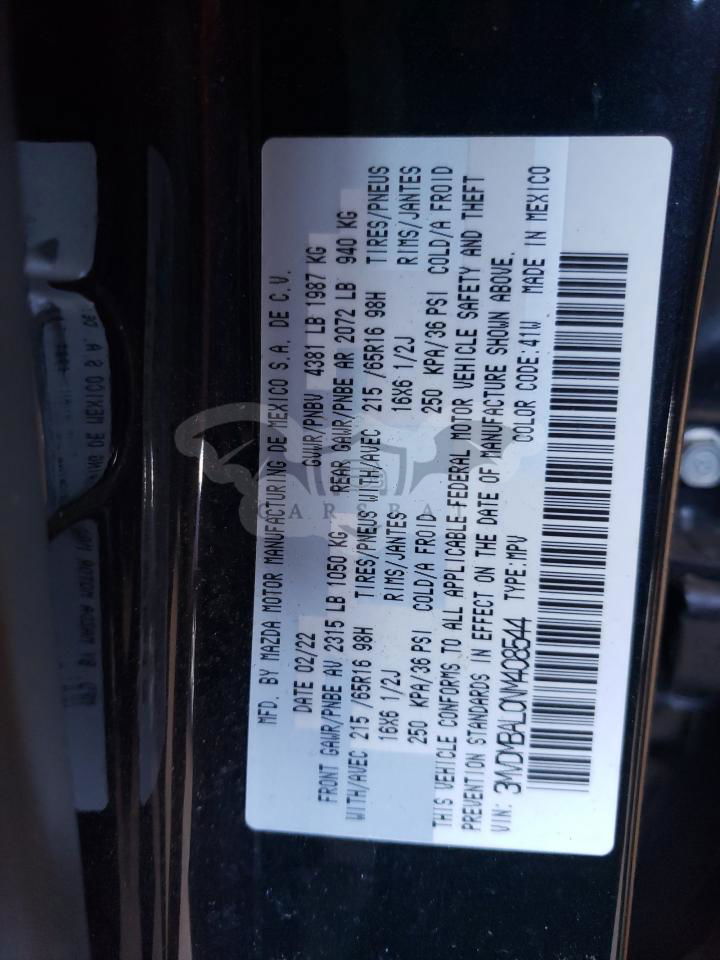 MFD. BY MAZDA MOTOR MANUFACTURING DE MEXICO S.A. DE C.V.
DATE 02/22 GVWR/PNBV 4381 LB 1987 KG
FRONT GAWR/PNBE AV 2315 LB 1050 KG REAR GAWR/PNBE AR 2072 LB 940 KG
WITH/AVEC 215 /65R16 98H TIRES/PNEUS WITH/AVEC 215 /65R16 98H TIRES/PNEUS
16X6 1/2J RIMS/JANTES 16X6 1/2J RIMS/JANTES
250 KPA/36 PSI COLD/A FROID 250 KPA/36 PSI COLD/A FROID
THIS VEHICLE CONFORMS TO ALL APPLICABLE FEDERAL MOTOR VEHICLE SAFETY AND THEFT
PREVENTION STANDARDS IN EFFECT ON THE DATE OF MANUFACTURE SHOWN ABOVE.
VIN: 3MVDMBAL0NM408544 TYPE:MPV COLOR CODE:41W MADE IN MEXICO
CARSBAT